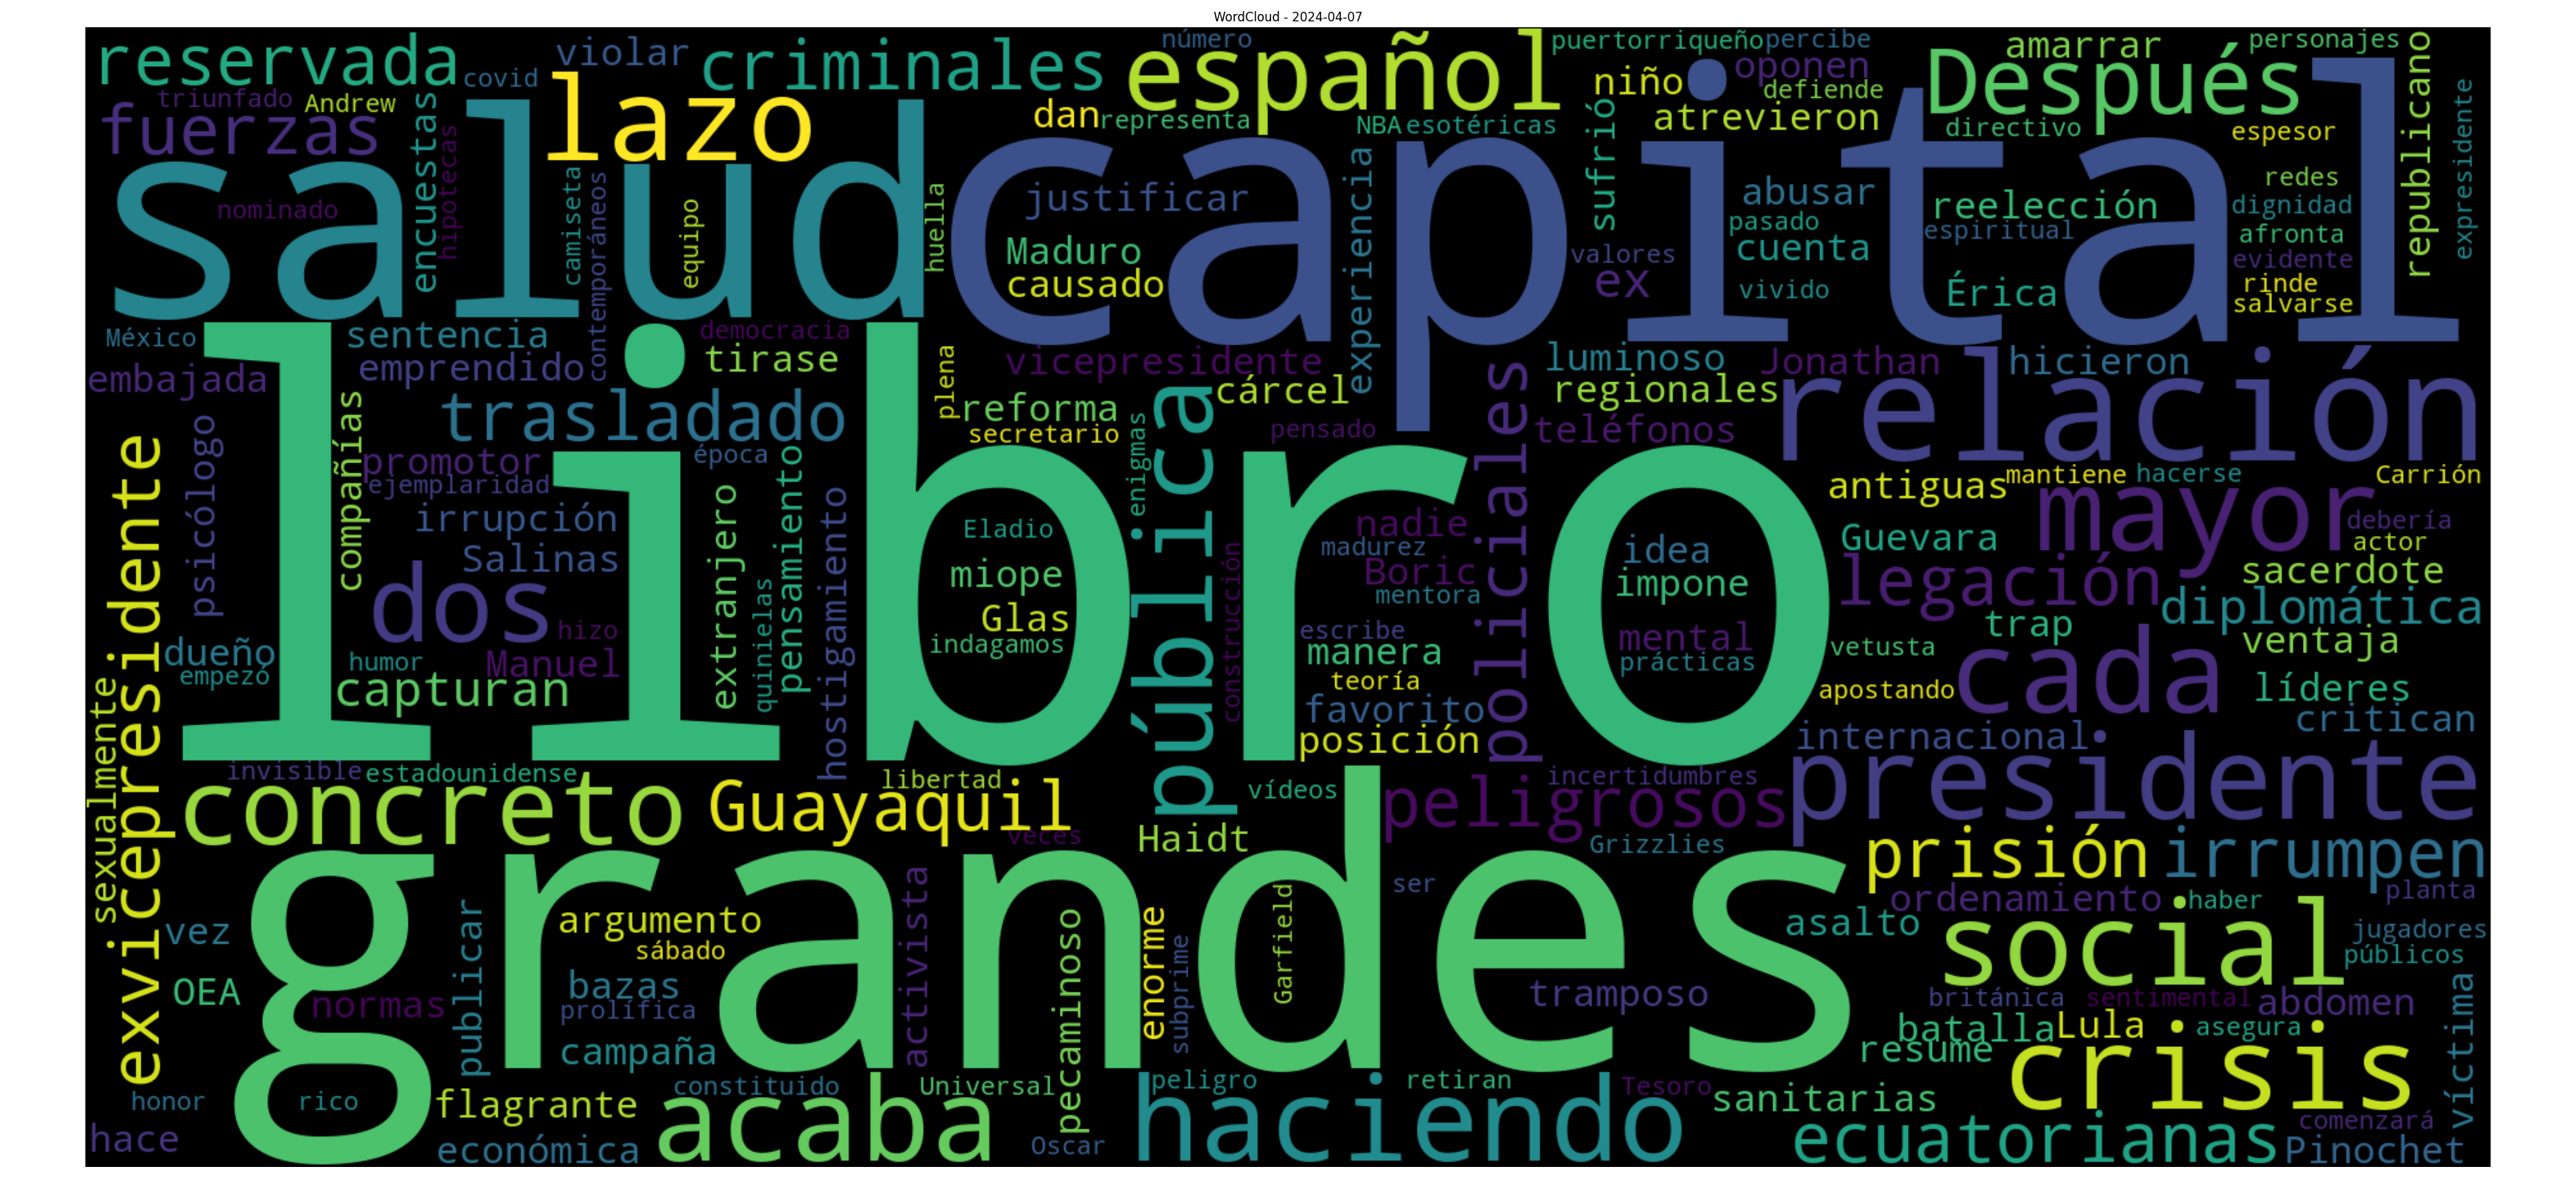 WordCloud - 2024-04-07
reservada
covid
violar
criminales
número
español
puertorriqueño
percibe
oponen
niño
defiende
amarrar
personajes
Después
republicano
expresidente
triunfado
Andrew
fuerzas
encuestas
hipotecas
lazo
dan
representa
NBA
esotéricas
sufrió
atrevieron
directivo
espesor
salud
capital
nominado
camiseta
contemporáneos
equipo
huella
justificar
Maduro
causado
experiencia
abusar
pasado
cuenta
valores
ex
vivido
reelección
espiritual
Érica
redes
dignidad
afronta
evidente
rinde
salvarse
México
sentencia
embajada
emprendido
democracia
tirase
vicepresidente
luminoso
Jonathan
hicieron
cárcel
regionales
relación
trasladado
plena
reforma
secretario
pensado
teléfonos
libro
pública
policiales
enigmas
psicólogo
compañías
promotor
ejemplaridad
época
irrupción
Salinas
dos
hizo
Manuel
humor
capturan
dueño
empezó
extranjero
quinielas
pensamiento
hostigamiento
Eladio
miope
Glas
indagamos
construcción
nadie
madurez
Boric
mentora
escribe
manera
teoría
favorito
posición
idea
impone
mental
prácticas
antiguas
mantiene
hacerse
Carrión
mayor
debería
actor
Guevara
legación
sacerdote
diplomática
trap
ventaja
vetusta
cada
apostando
líderes
critican
internacional
exvicepresidente
sexualmente
invisible
estadounidense
concreto
Guayaquil
libertad
veces
vídeos
Haidt
peligrosos
incertidumbres
Grizzlies
presidente
prisión
irrumpen
ordenamiento
haber
planta
grandes
ser
Garfield
vez
OEA
normas
publicar
argumento
sábado
bazas
prolífica
campaña
activista
pecaminoso
enorme
subprime
tramposo
asalto
social
jugadores
públicos
británica
sentimental
abdomen
batalla
Lula
asegura
resume
crisis
víctima
honor
rico
flagrante
constituido
Universal
peligro
retiran
Tesoro
sanitarias
comenzará
hace
económica
acaba
Oscar
haciendo
ecuatorianas
Pinochet